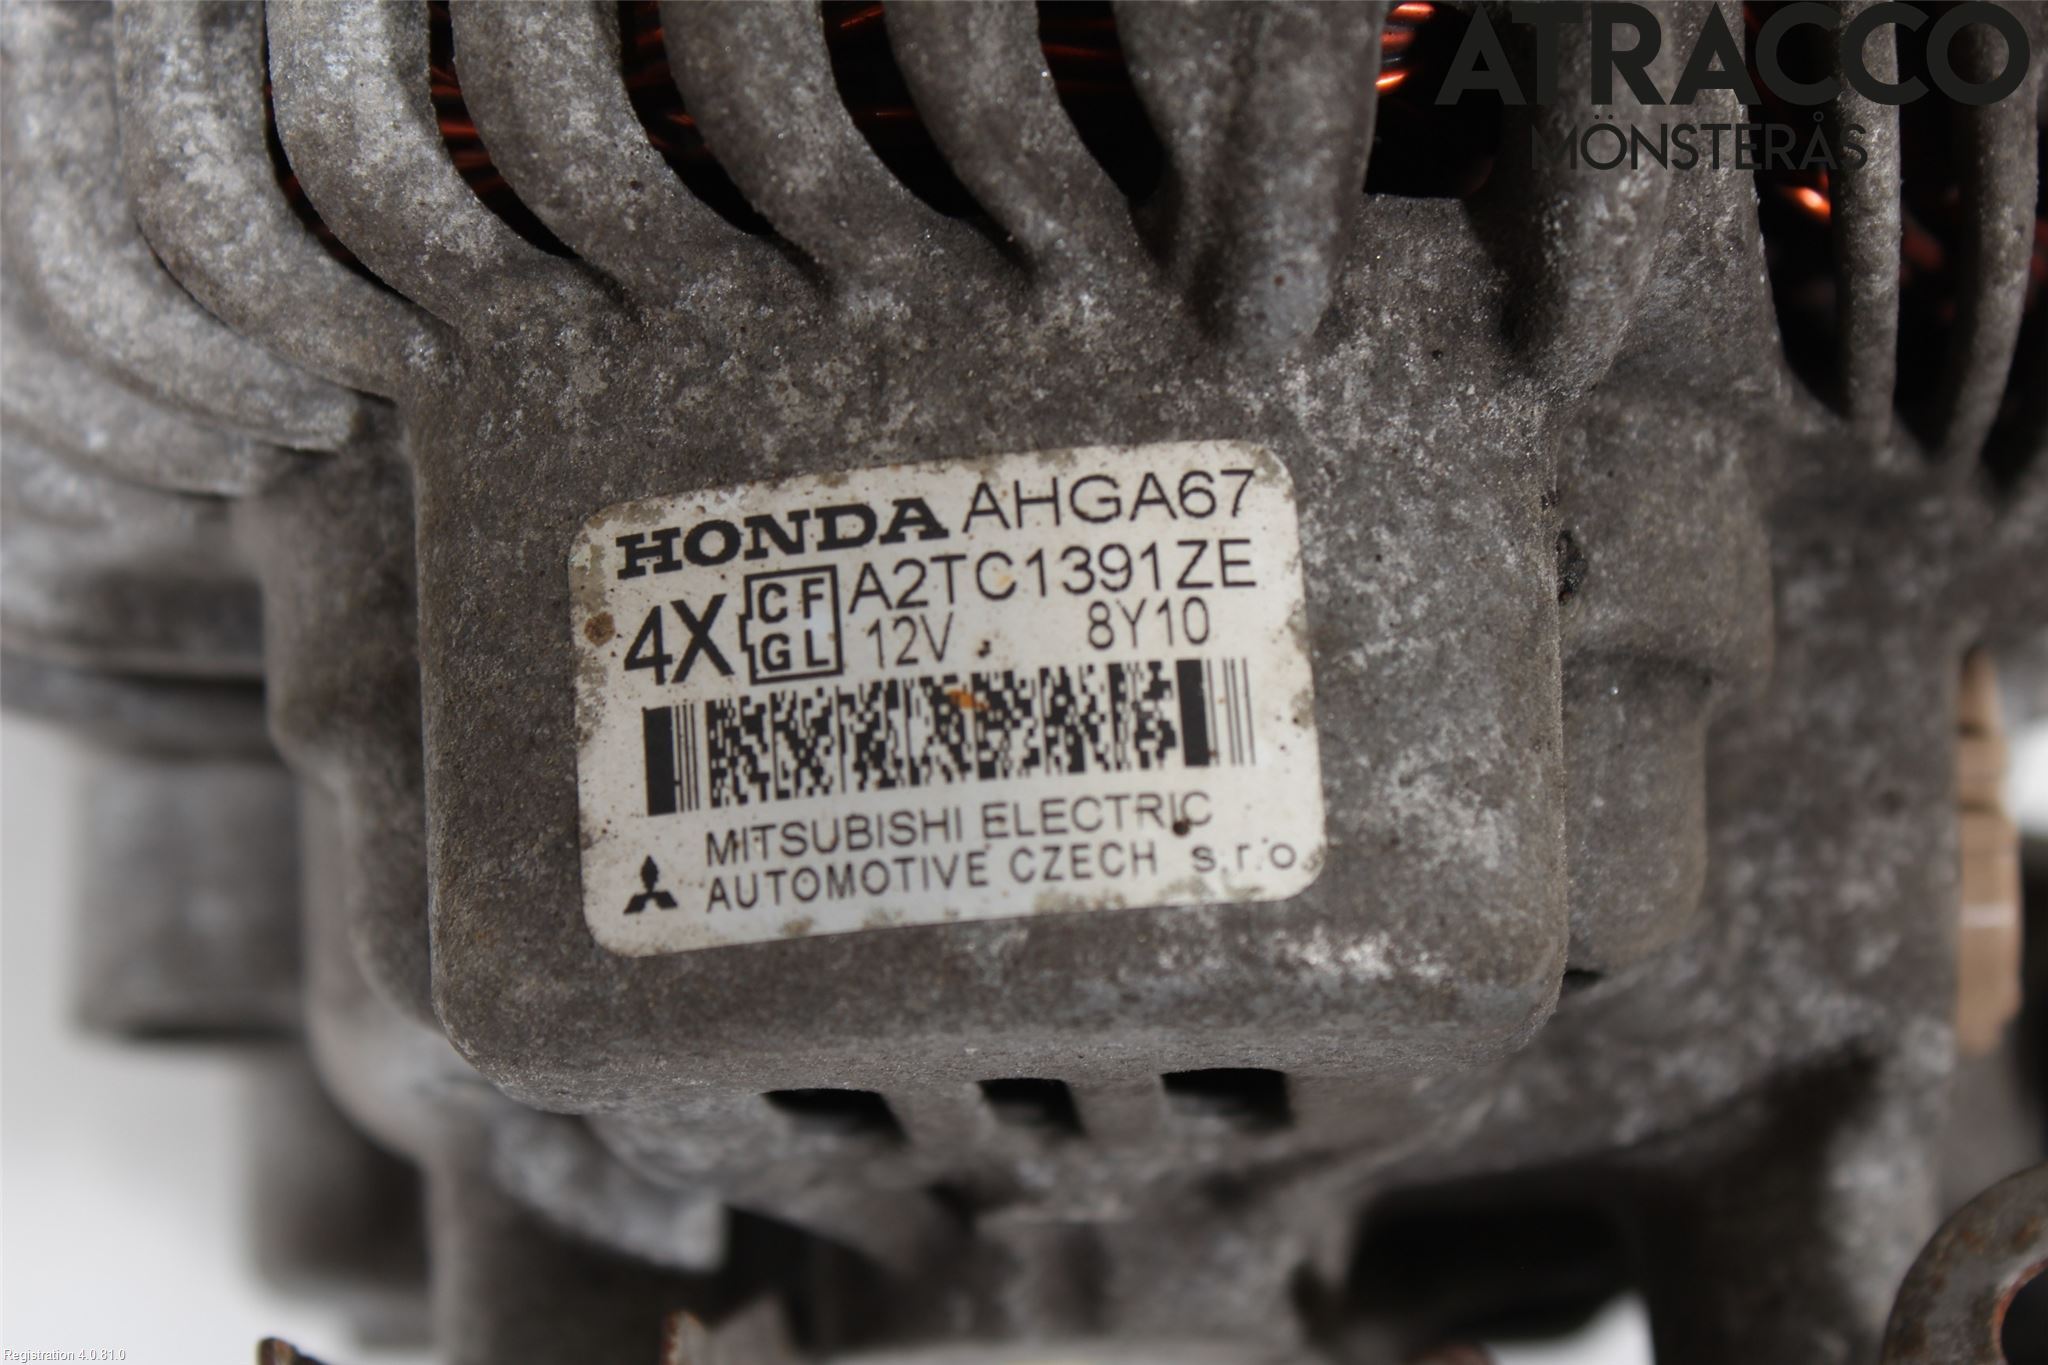 ATRACCO
MÖNSTERÅS
HONDA AHGA67
4X CF GL A2TC1391ZE
12V 8Y10
MITSUBISHI ELECTRIC
AUTOMOTIVE CZECH s.r.o
Registration 4.0.81.0